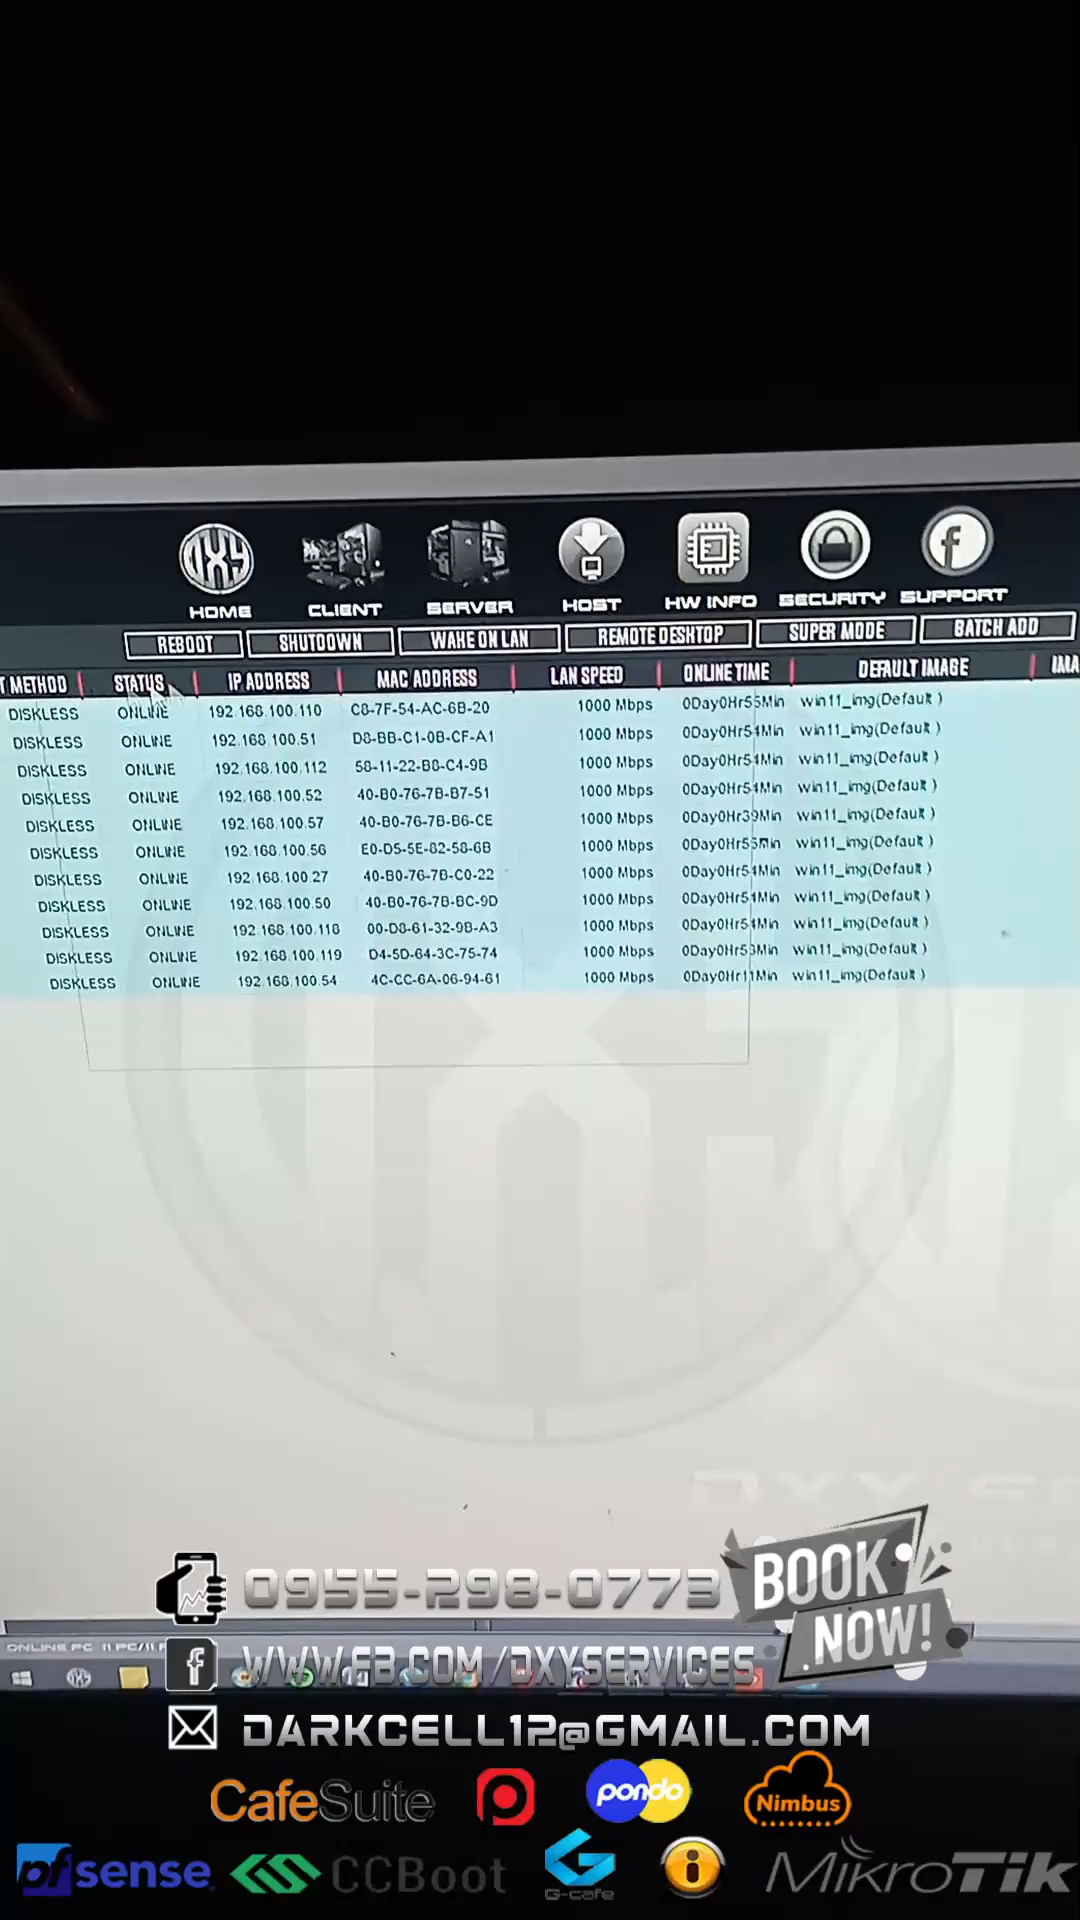 DXY
HOME CLIENT SERVER HOST HW INFO SECURITY SUPPORT
REBOOT SHUTDOWN WAKE ON LAN REMOTE DESKTOP SUPER MODE BATCH ADD
T METHOD STATUS IP ADDRESS MAC ADDRESS LAN SPEED ONLINE TIME DEFAULT IMAGE IMA
DISKLESS ONLINE 192.168.100.110 C8-7F-54-AC-6B-20 1000 Mbps 0Day0Hr55Min win11_img(Default )
DISKLESS ONLINE 192.168.100.51 D8-BB-C1-0B-CF-A1 1000 Mbps 0Day0Hr54Min win11_img(Default )
DISKLESS ONLINE 192.168.100.112 58-11-22-B8-C4-9B 1000 Mbps 0Day0Hr54Min win11_img(Default )
DISKLESS ONLINE 192.168.100.52 40-B0-76-7B-B7-51 1000 Mbps 0Day0Hr54Min win11_img(Default )
DISKLESS ONLINE 192.168.100.57 40-B0-76-7B-B6-CE 1000 Mbps 0Day0Hr39Min win11_img(Default )
DISKLESS ONLINE 192.168.100.56 E0-D5-5E-82-58-6B 1000 Mbps 0Day0Hr55Min win11_img(Default )
DISKLESS ONLINE 192.168.100.27 40-B0-76-7B-C0-22 1000 Mbps 0Day0Hr54Min win11_img(Default )
DISKLESS ONLINE 192.168.100.50 40-B0-76-7B-BC-9D 1000 Mbps 0Day0Hr54Min win11_img(Default )
DISKLESS ONLINE 192.168.100.118 00-D8-61-32-9B-A3 1000 Mbps 0Day0Hr54Min win11_img(Default )
DISKLESS ONLINE 192.168.100.119 D4-5D-64-3C-75-74 1000 Mbps 0Day0Hr53Min win11_img(Default )
DISKLESS ONLINE 192.168.100.54 4C-CC-6A-06-94-61 1000 Mbps 0Day0Hr11Min win11_img(Default )
0955-298-0773
BOOK NOW!
ONLINE PC 11 PC/11 P
WWW.FB.COM/DXYSERVICES
DARKCELL12@GMAIL.COM
CafeSuite pondo Nimbus
pfsense CCBoot G-cafe MikroTik